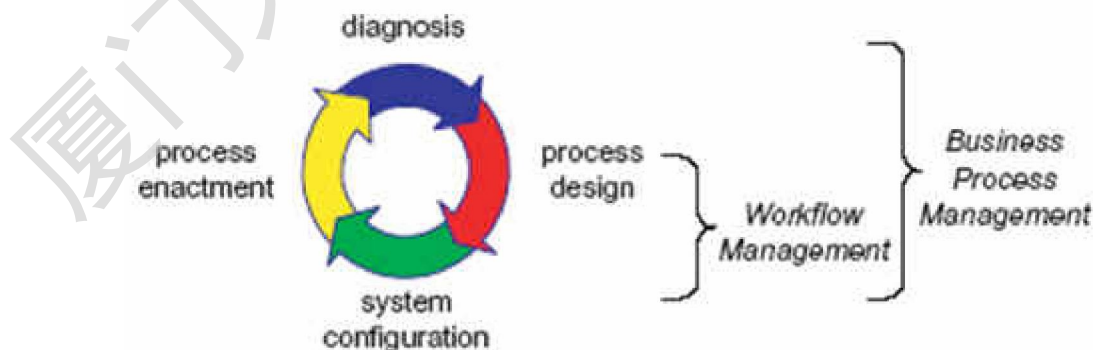 diagnosis
process
enactment
process
design
system
configuration
Workflow
Management
Business
Process
Management
厦门